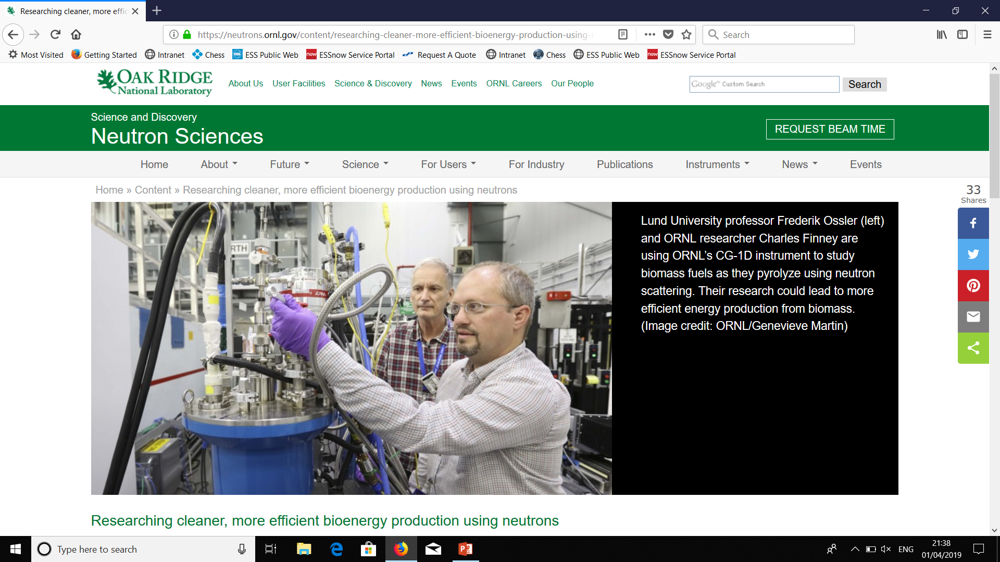 Researching cleaner, more effic
https://neutrons.ornl.gov/content/researching-cleaner-more-efficient-bioenergy-production-using-
Search
Most Visited Getting Started Intranet Chess ESS Public Web ESSnow Service Portal Request A Quote Intranet Chess ESS Public Web ESSnow Service Portal
OAK RIDGE
National Laboratory
About Us User Facilities Science & Discovery News Events ORNL Careers Our People
Google™ Custom Search Search
Science and Discovery
Neutron Sciences
REQUEST BEAM TIME
Home About Future Science For Users For Industry Publications Instruments News Events
Home » Content » Researching cleaner, more efficient bioenergy production using neutrons
33
Shares
RTH
Lund University professor Frederik Ossler (left)
and ORNL researcher Charles Finney are
using ORNL's CG-1D instrument to study
biomass fuels as they pyrolyze using neutron
scattering. Their research could lead to more
efficient energy production from biomass.
(Image credit: ORNL/Genevieve Martin)
Researching cleaner, more efficient bioenergy production using neutrons
Type here to search
ENG
21:38
01/04/2019